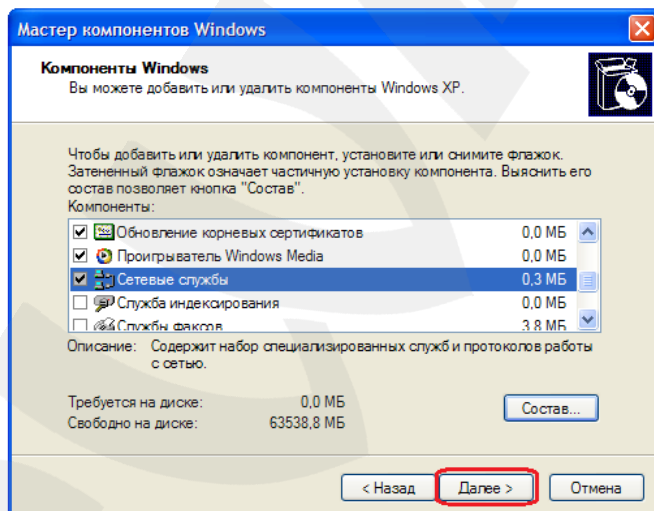 Мастер компонентов Windows
Компоненты Windows
Вы можете добавить или удалить компоненты Windows XP.
Чтобы добавить или удалить компонент, установите или снимите флажок.
Затененный флажок означает частичную установку компонента. Выяснить его
состав позволяет кнопка "Состав".
Компоненты:
Обновление корневых сертификатов 0,0 МБ
Проигрыватель Windows Media 0,0 МБ
Сетевые службы 0,3 МБ
Служба индексирования 0,0 МБ
Службы факсов 3,8 МБ
Описание: Содержит набор специализированных служб и протоколов работы
с сетью.
Требуется на диске: 0,0 МБ
Свободно на диске: 63538,8 МБ
Состав...
< Назад Далее > Отмена